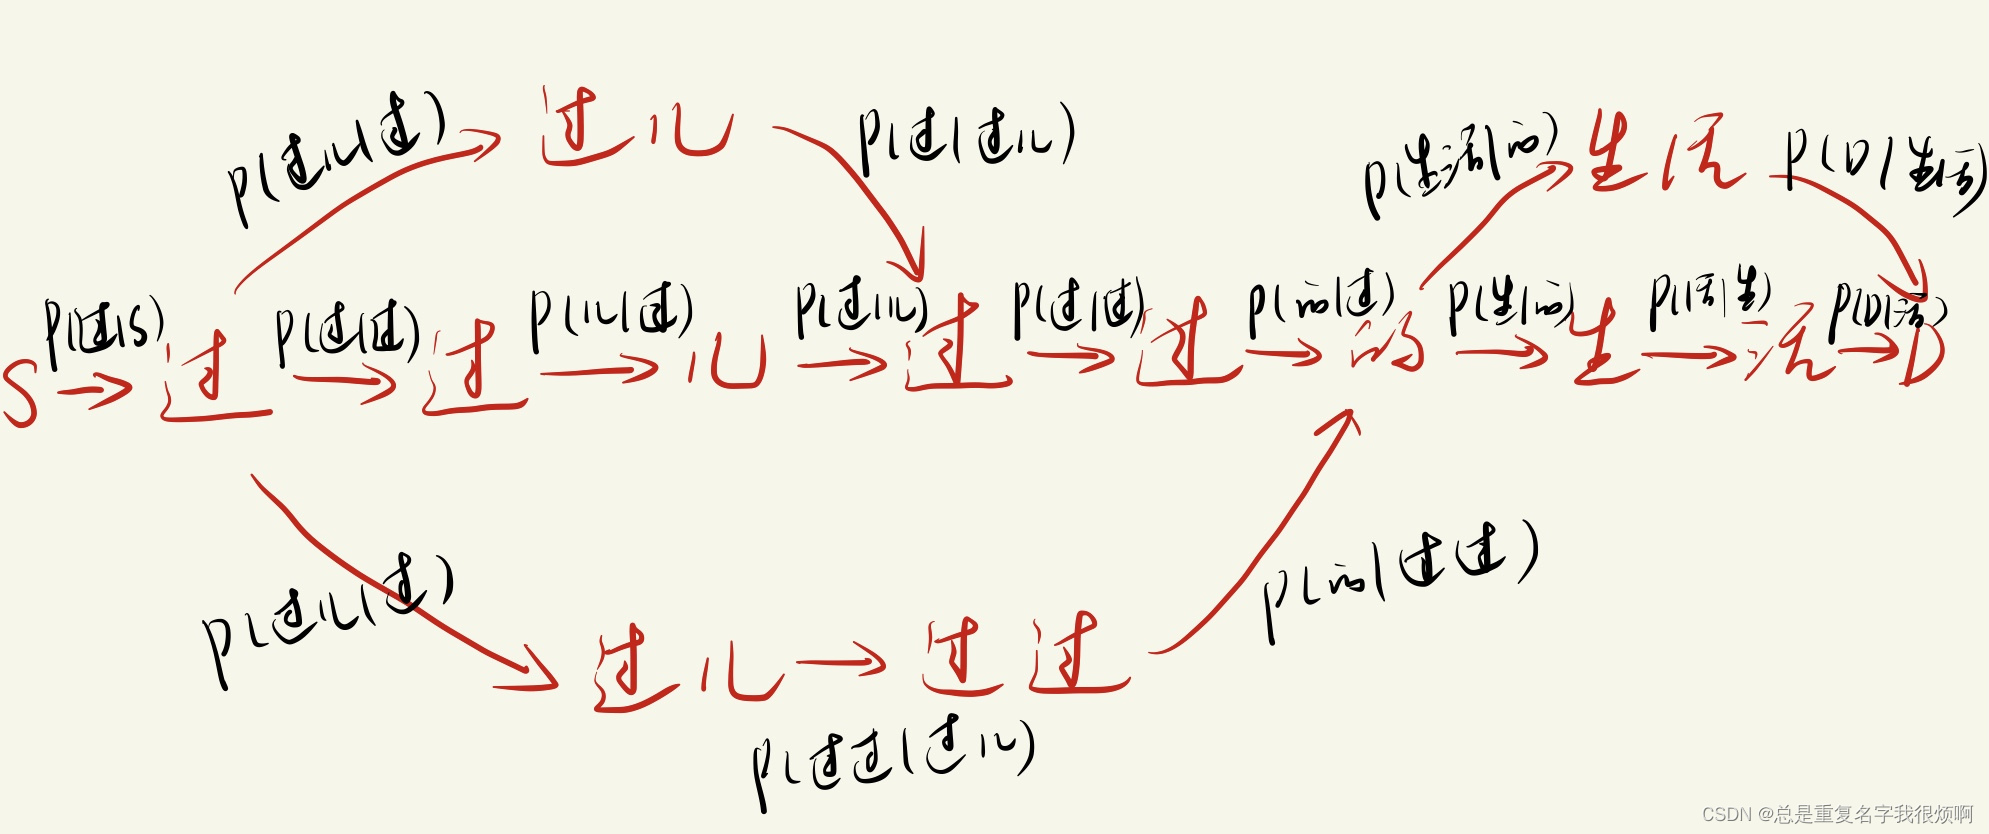 过儿
生活
P(过儿|过)
P(过|过儿)
P(生活|的)
P(D|生活)
P(过|S)
P(过|过)
P(儿|过)
P(过|儿)
P(过|过)
P(的|过)
P(生|的)
P(活|生)
P(D|活)
S → 过 → 过 → 儿 → 过 → 过 → 的 → 生 → 活 → D
P(过儿|过)
P(的|过过)
过儿 → 过过
P(过过|过儿)
CSDN @总是重复名字我很烦啊